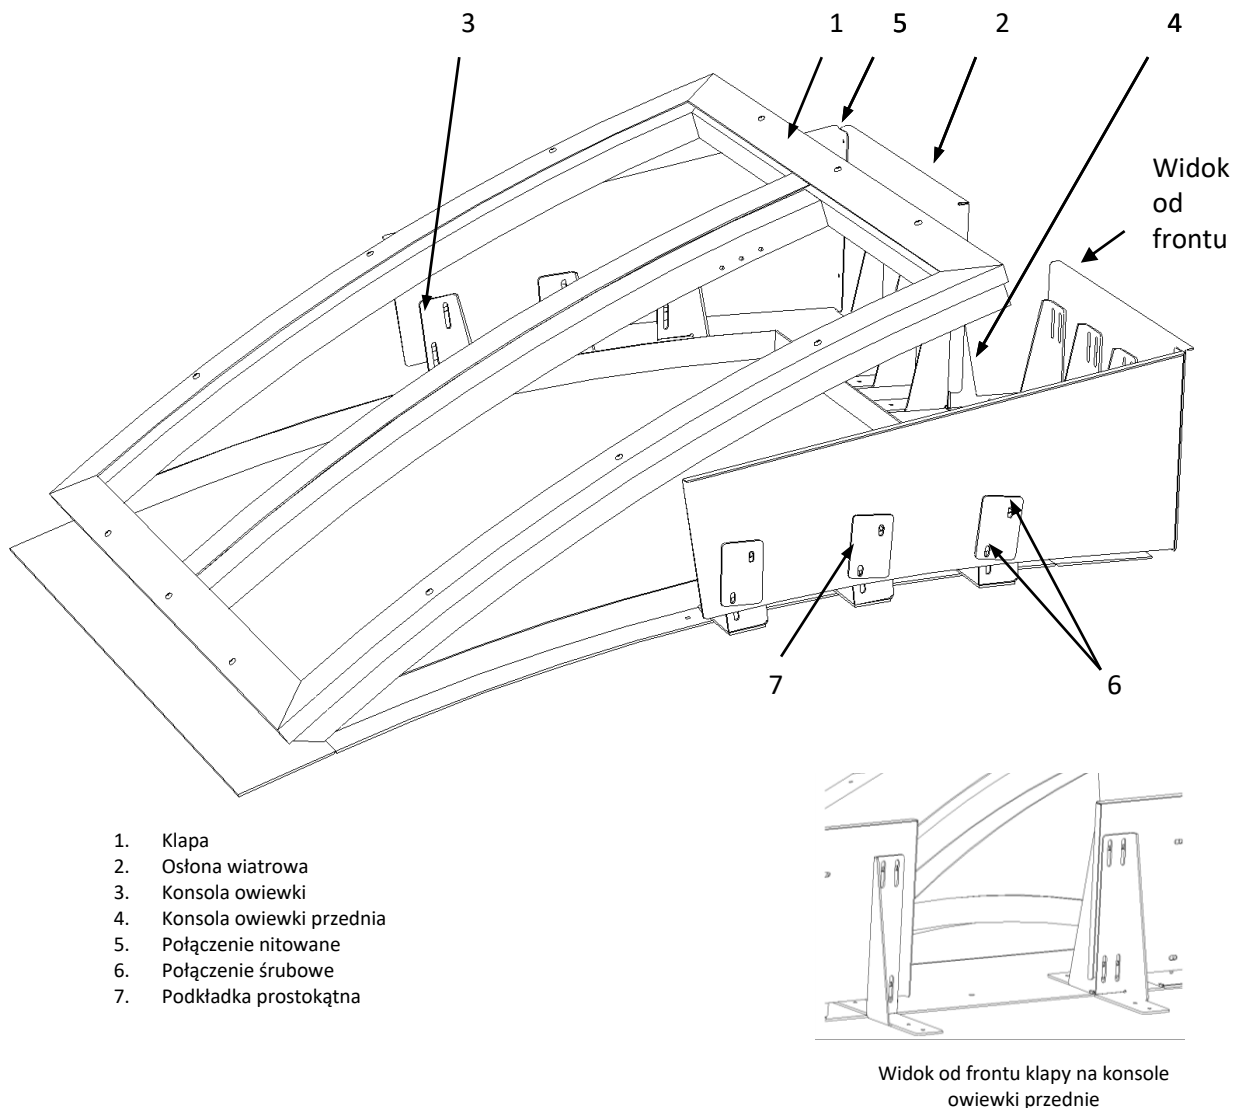 3
1
5
2
4
Widok
od
frontu
7
6
1. Klapa
2. Osłona wiatrowa
3. Konsola owiewki
4. Konsola owiewki przednia
5. Połączenie nitowane
6. Połączenie śrubowe
7. Podkładka prostokątna
Widok od frontu klapy na konsole
owiewki przednie